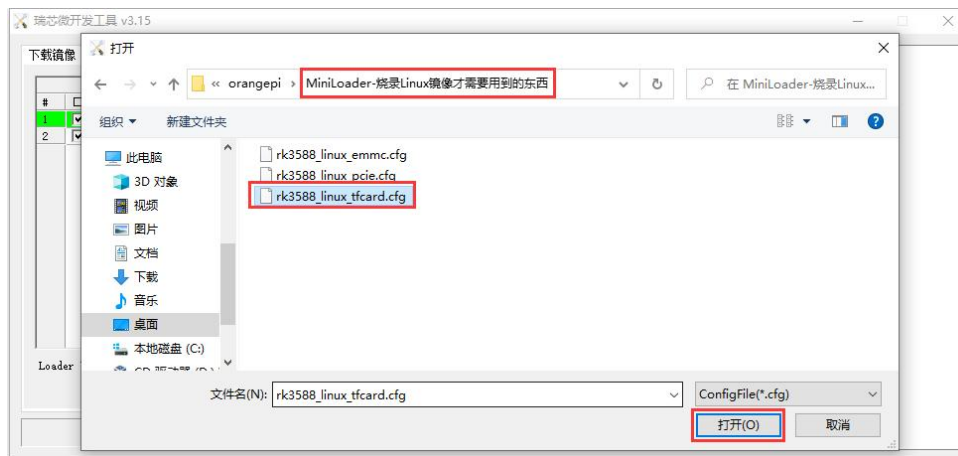 瑞芯微开发工具 v3.15
下载镜像
打开
« orangepi › MiniLoader-烧录Linux镜像才需要用到的东西
在 MiniLoader-烧录Linux...
#
1
2
组织 新建文件夹
此电脑
3D 对象
视频
图片
文档
下载
音乐
桌面
本地磁盘 (C:)
rk3588_linux_emmc.cfg
rk3588_linux_pcie.cfg
rk3588_linux_tfcard.cfg
Loader
文件名(N): rk3588_linux_tfcard.cfg
ConfigFile(*.cfg)
打开(O) 取消